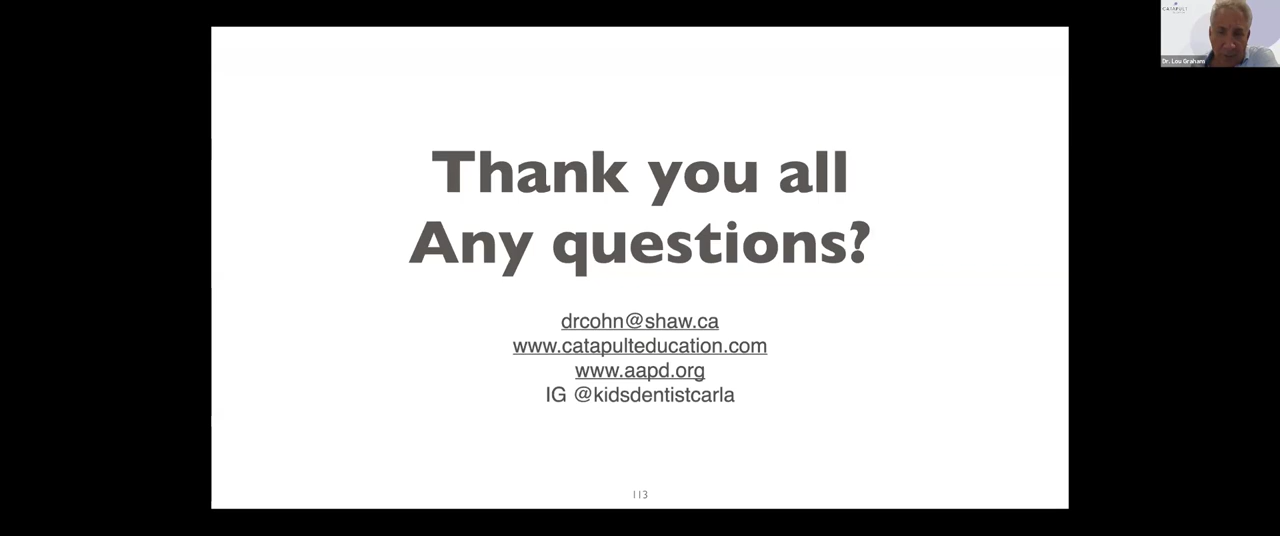 Thank you all
Any questions?
drcohn@shaw.ca
www.catapulteducation.com
www.aapd.org
IG @kidsdentistcarla
113
CATAPULT
Dr. Lou Graham